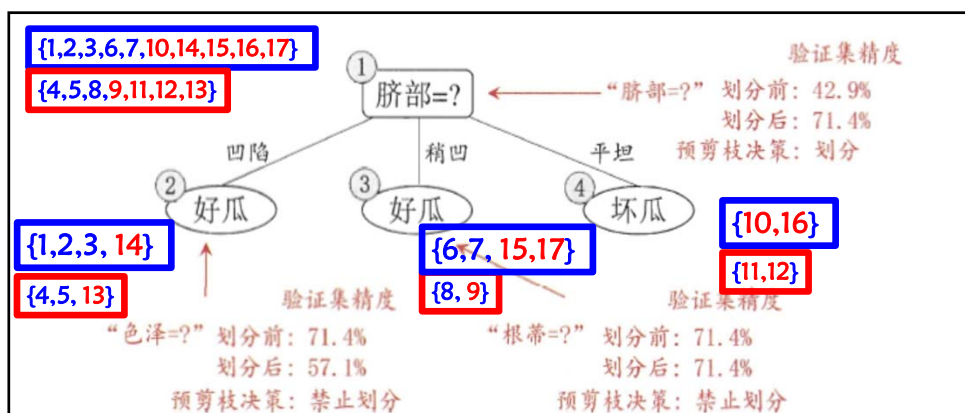 {1,2,3,6,7,10,14,15,16,17}
{4,5,8,9,11,12,13}
验证集精度
1
脐部=?
“脐部=?” 划分前: 42.9%
划分后: 71.4%
预剪枝决策: 划分
凹陷
稍凹
平坦
2
好瓜
3
好瓜
4
坏瓜
{1,2,3, 14}
{4,5, 13}
{6,7, 15,17}
{8, 9}
{10,16}
{11,12}
验证集精度
“色泽=?” 划分前: 71.4%
划分后: 57.1%
预剪枝决策: 禁止划分
验证集精度
“根蒂=?” 划分前: 71.4%
划分后: 71.4%
预剪枝决策: 禁止划分